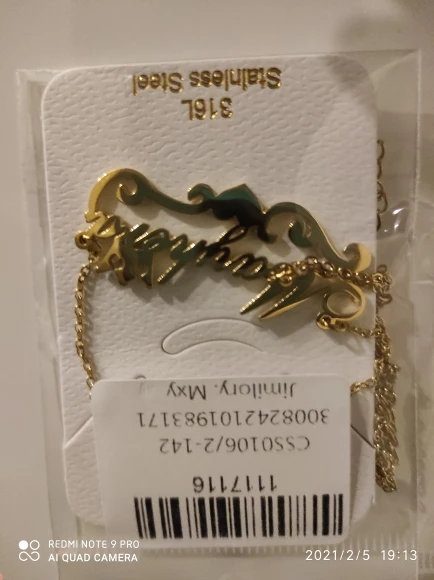 1117116
CSS0106/2-142
3008242101983171
Jimilory. Mxy
316L
Stainless Steel
REDMI NOTE 9 PRO
AI QUAD CAMERA
2021/2/5 19:13